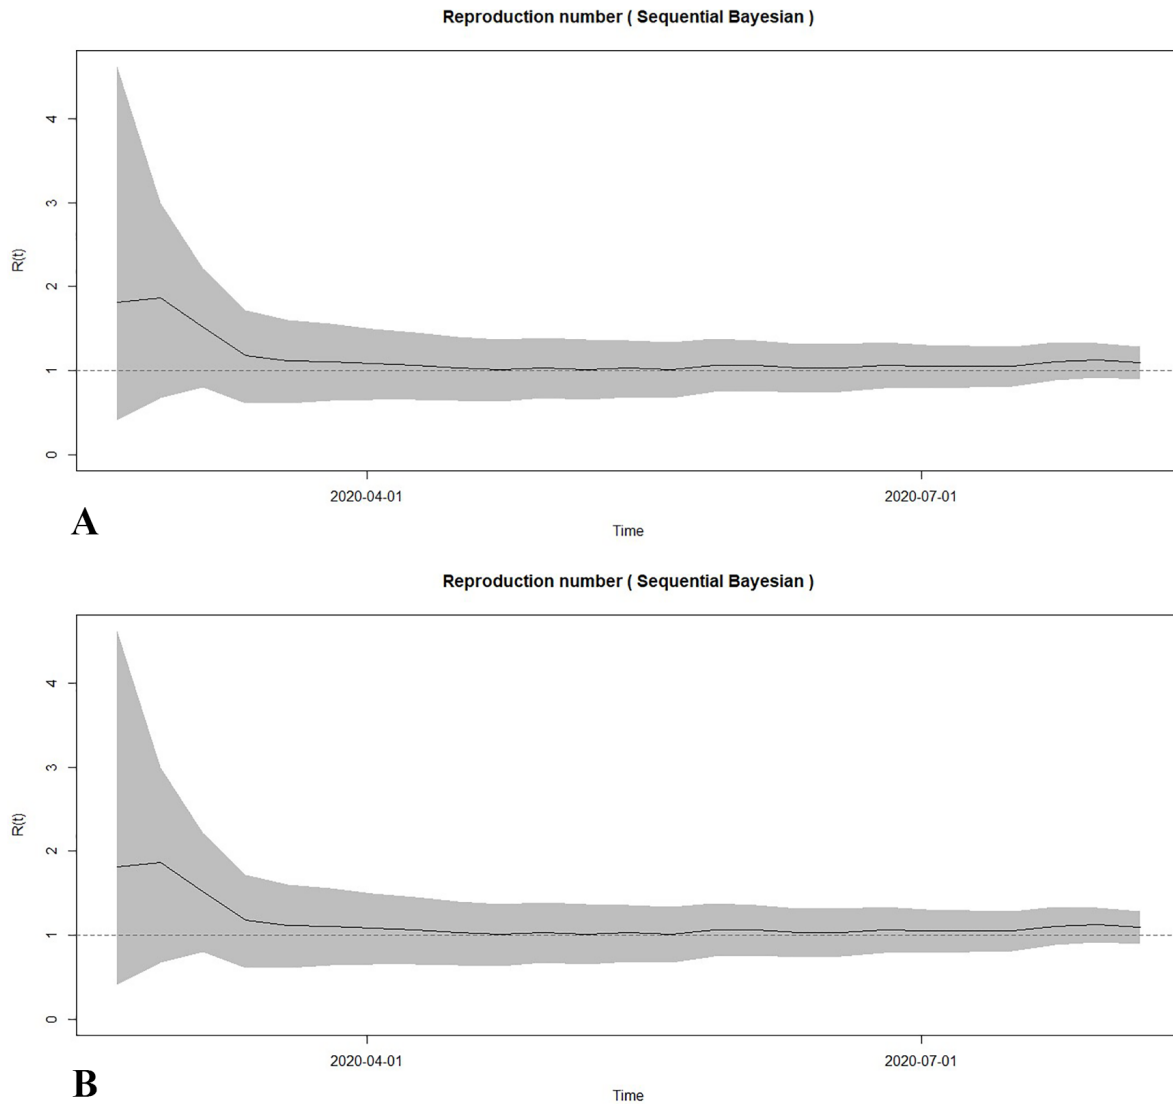 Reproduction number ( Sequential Bayesian )
4
3
2
1
0
R(t)
2020-04-01 2020-07-01
A
Time
Reproduction number ( Sequential Bayesian )
4
3
2
1
0
R(t)
2020-04-01 2020-07-01
B
Time